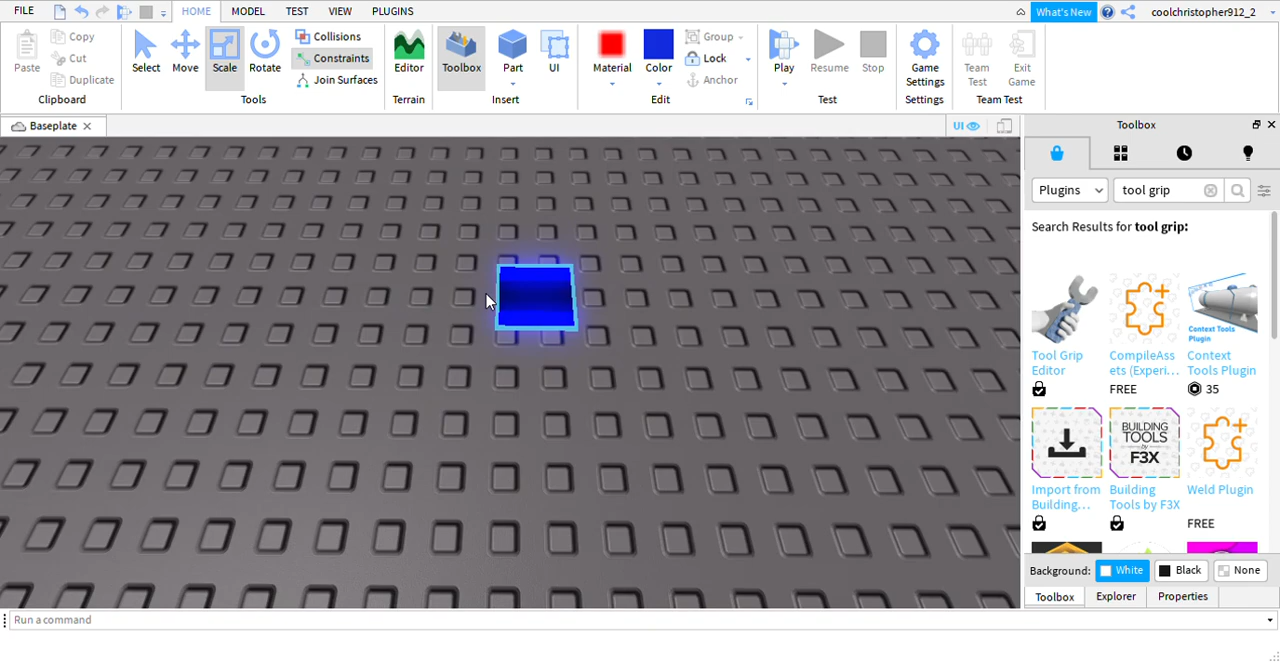 FILE HOME MODEL TEST VIEW PLUGINS What's New ? coolchristopher912_2
Paste Copy Cut Duplicate
Clipboard
Select Move Scale Rotate Collisions Constraints Join Surfaces
Tools
Editor
Terrain
Toolbox Part UI
Insert
Material Color Group Lock Anchor
Edit
Play Resume Stop
Test
Game Settings
Settings
Team Test Exit Game
Team Test
Baseplate
UI
Toolbox
Plugins tool grip
Search Results for tool grip:
Tool Grip Editor
CompileAss ets (Experi...
FREE
Context Tools Plugin
Context Tools Plugin
35
Import from Building...
BUILDING TOOLS by F3X
Building Tools by F3X
Weld Plugin
FREE
Background: White Black None
Toolbox Explorer Properties
Run a command